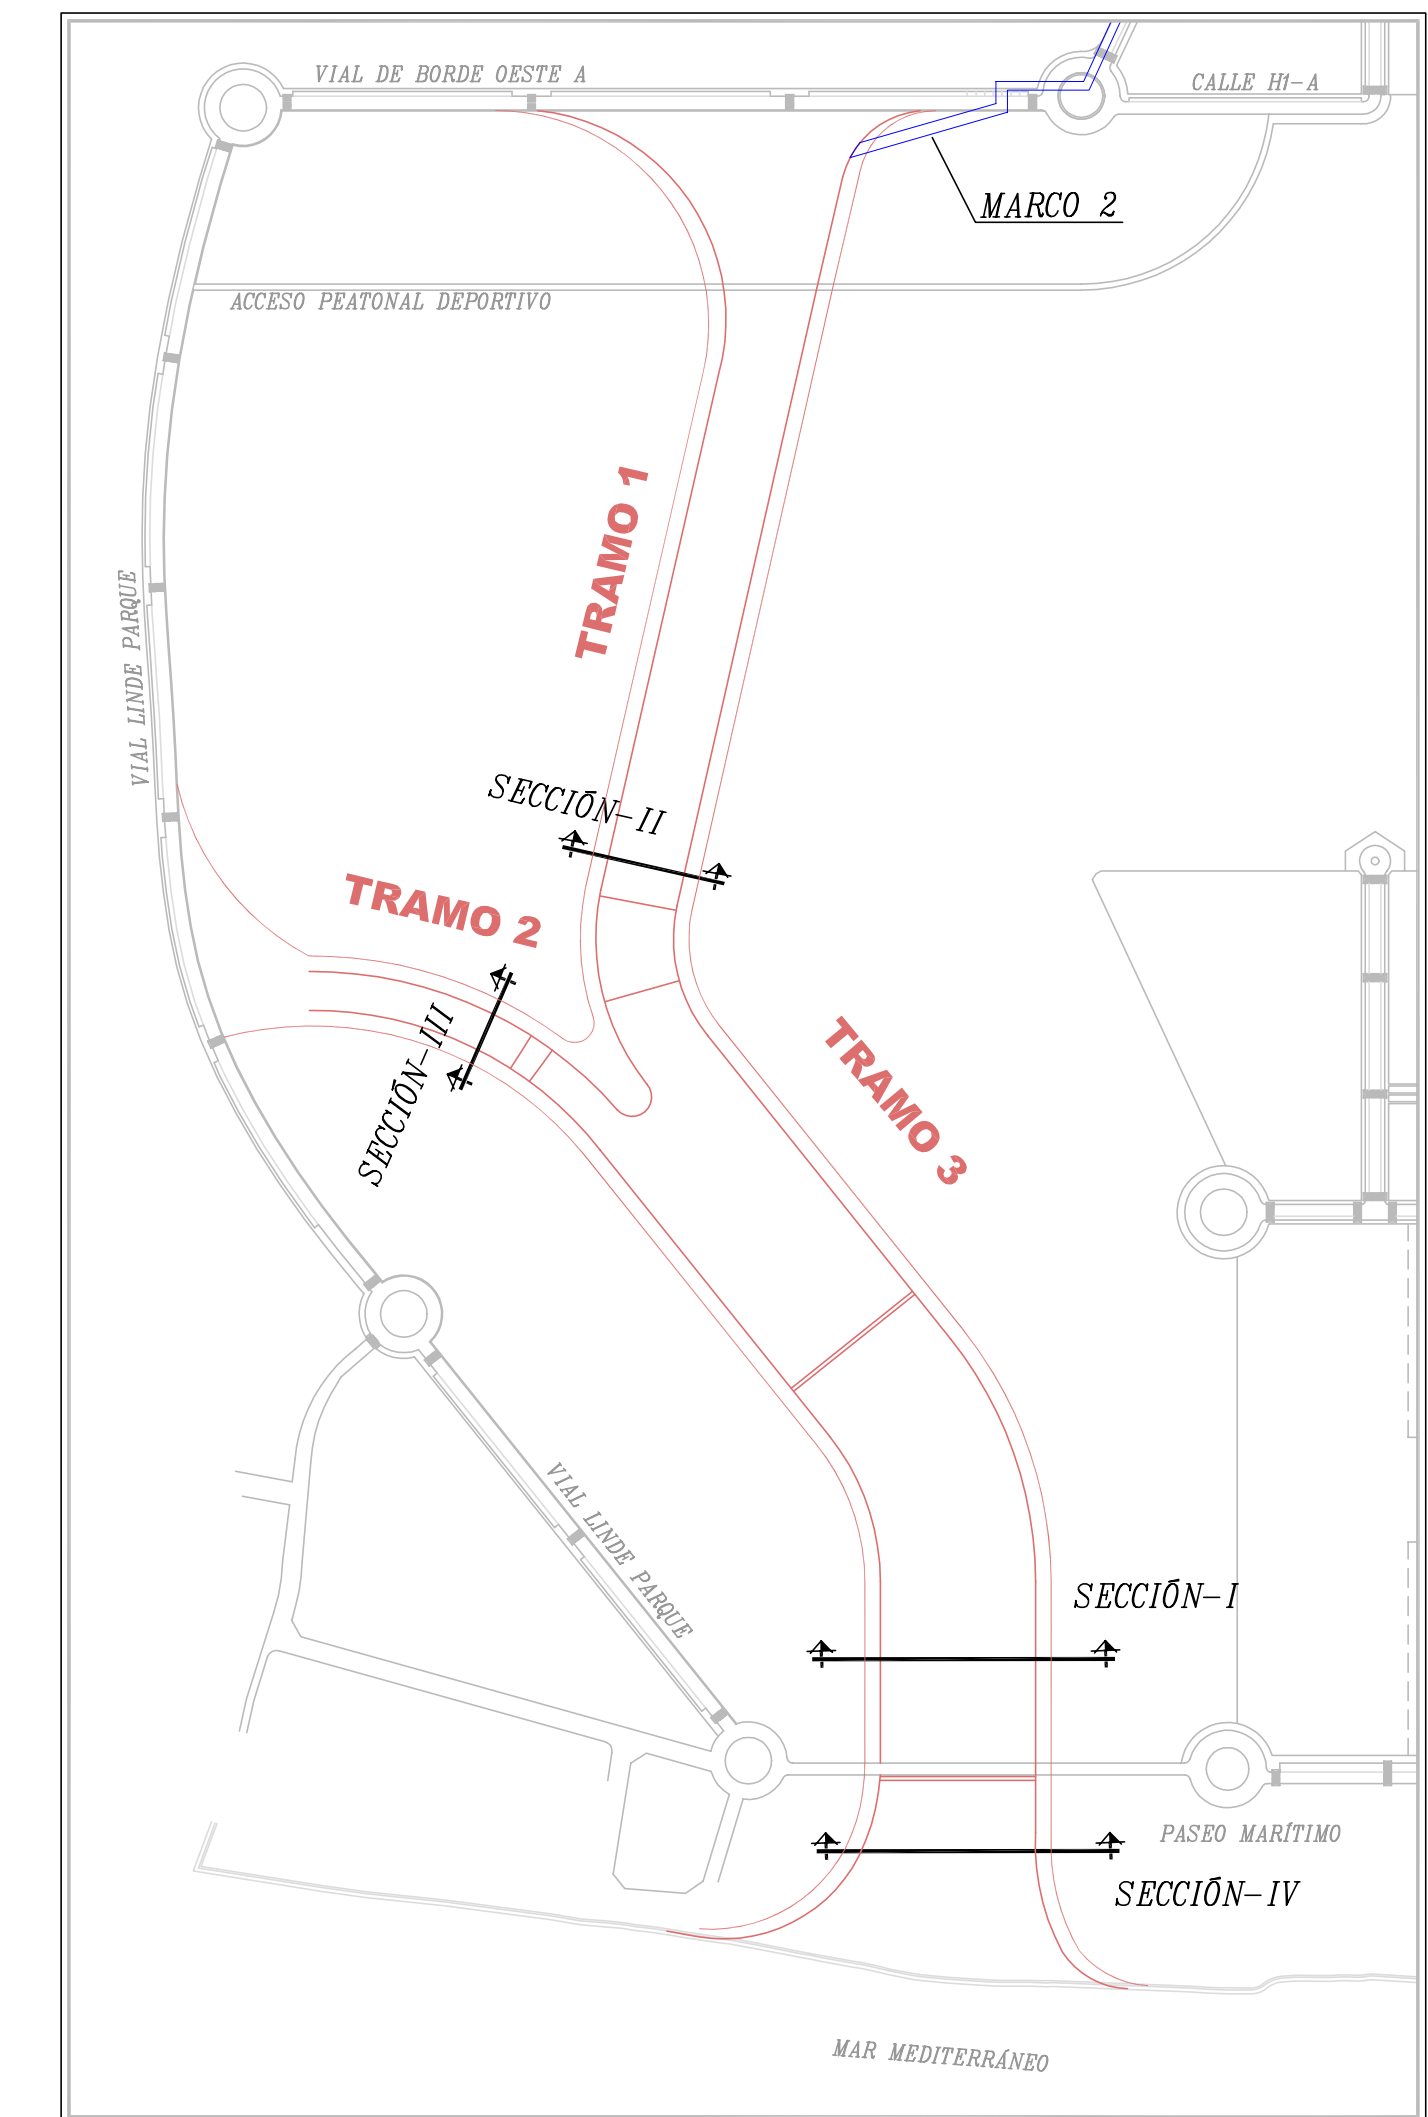 VIAL DE BORDE OESTE A
CALLE H1-A
MARCO 2
ACCESO PEATONAL DEPORTIVO
TRAMO 1
VIAL LINDE PARQUE
SECCIÓN-II
TRAMO 2
SECCIÓN-III
TRAMO 3
VIAL LINDE PARQUE
SECCIÓN-I
PASEO MARÍTIMO
SECCIÓN-IV
MAR MEDITERRÁNEO